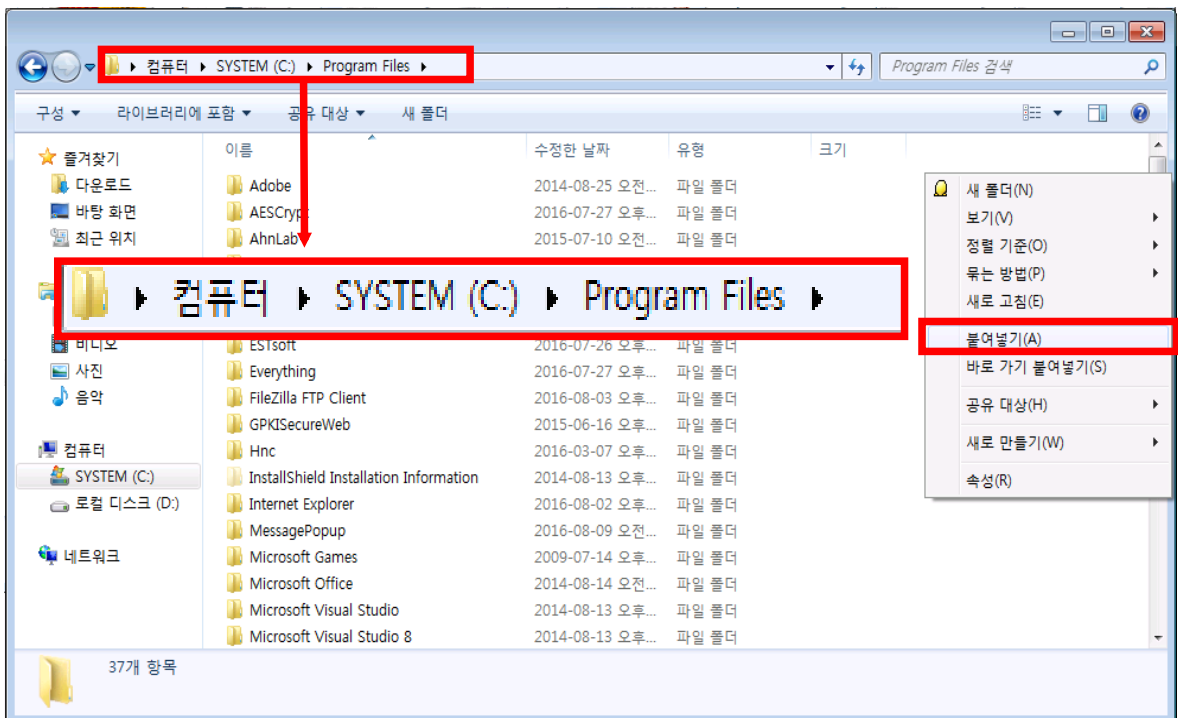 컴퓨터 SYSTEM (C:) Program Files
Program Files 검색
구성 라이브러리에 포함 공유 대상 새 폴더
이름 수정한 날짜 유형 크기
즐겨찾기
다운로드
바탕 화면
최근 위치
Adobe 2014-08-25 오전... 파일 폴더
AESCrypt 2016-07-27 오후... 파일 폴더
AhnLab 2015-07-10 오전... 파일 폴더
컴퓨터 SYSTEM (C:) Program Files
비디오
사진
음악
컴퓨터
SYSTEM (C:)
로컬 디스크 (D:)
네트워크
ESTsoft 2016-07-26 오후... 파일 폴더
Everything 2016-07-27 오후... 파일 폴더
FileZilla FTP Client 2016-08-03 오후... 파일 폴더
GPKISecureWeb 2015-06-16 오후... 파일 폴더
Hnc 2016-03-07 오후... 파일 폴더
InstallShield Installation Information 2014-08-13 오후... 파일 폴더
Internet Explorer 2016-08-02 오후... 파일 폴더
MessagePopup 2016-08-09 오전... 파일 폴더
Microsoft Games 2009-07-14 오후... 파일 폴더
Microsoft Office 2014-08-14 오전... 파일 폴더
Microsoft Visual Studio 2014-08-13 오후... 파일 폴더
Microsoft Visual Studio 8 2014-08-13 오후... 파일 폴더
새 폴더(N)
보기(V)
정렬 기준(O)
묶는 방법(P)
새로 고침(E)
붙여넣기(A)
바로 가기 붙여넣기(S)
공유 대상(H)
새로 만들기(W)
속성(R)
37개 항목